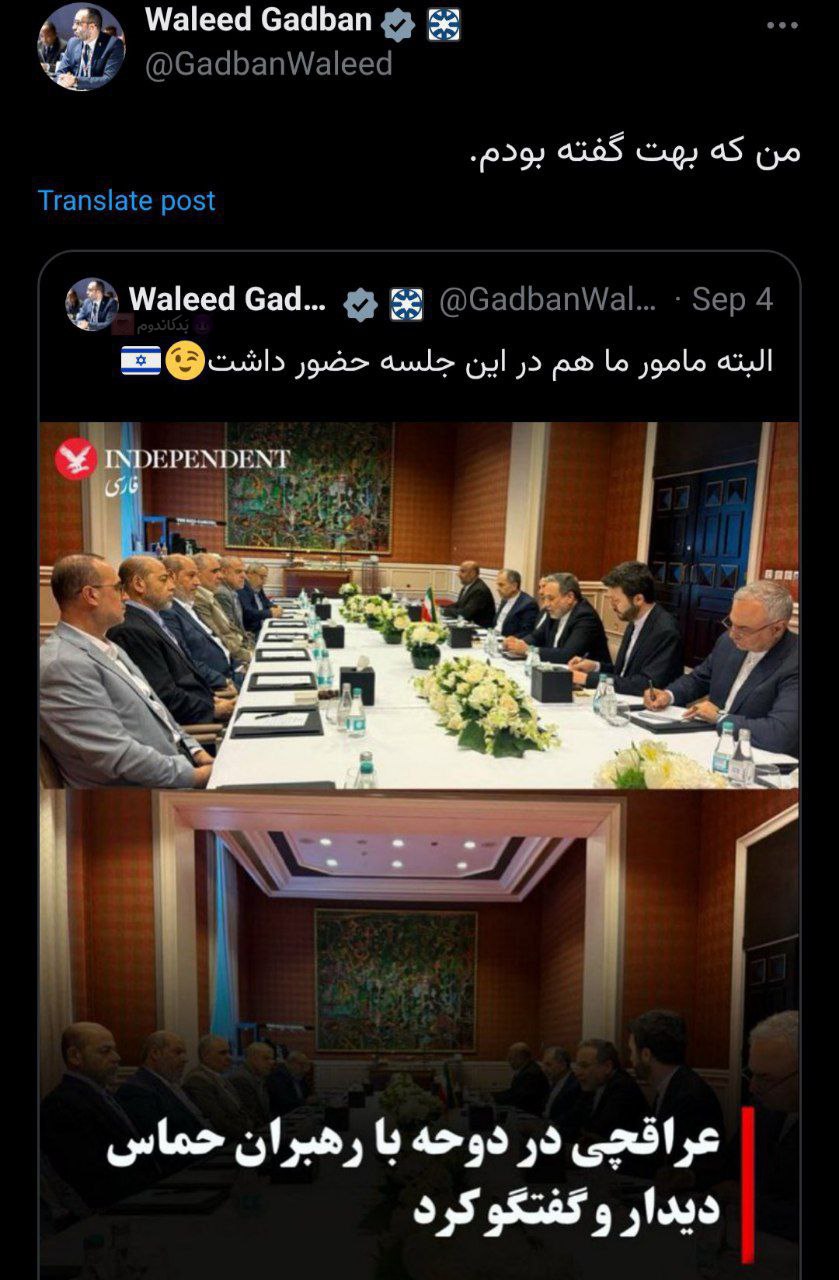 Waleed Gadban
@GadbanWaleed
من که بهت گفته بودم.
Translate post
Waleed Gad... @GadbanWal... · Sep 4
بَدکاندوم
البته مامور ما هم در این جلسه حضور داشت😉🇮🇱
INDEPENDENT
فارسی
عراقچی در دوحه با رهبران حماس
دیدار و گفتگو کرد